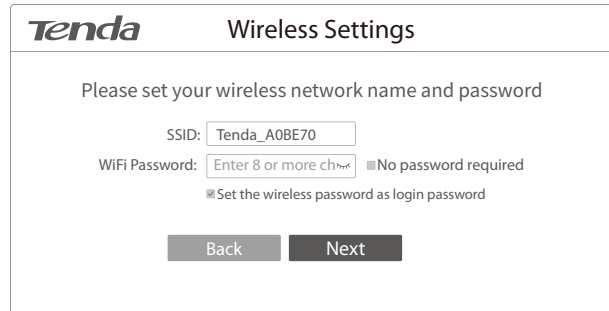 Tenda Wireless Settings
Please set your wireless network name and password
SSID: Tenda_A0BE70
WiFi Password: Enter 8 or more ch No password required
Set the wireless password as login password
Back Next